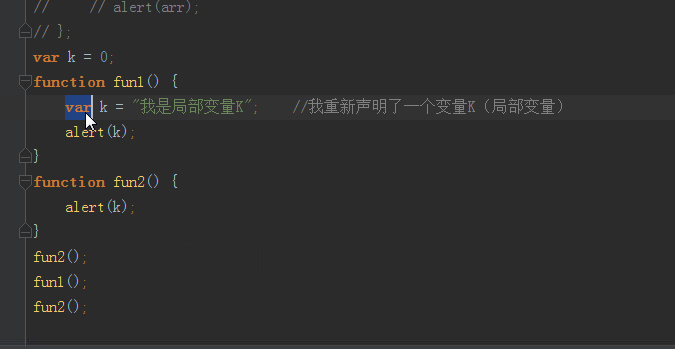 //     // alert(arr);
// };
var k = 0;
function fun1() {
    var k = "我是局部变量K";    //我重新声明了一个变量K（局部变量）
    alert(k);
}
function fun2() {
    alert(k);
}
fun2();
fun1();
fun2();